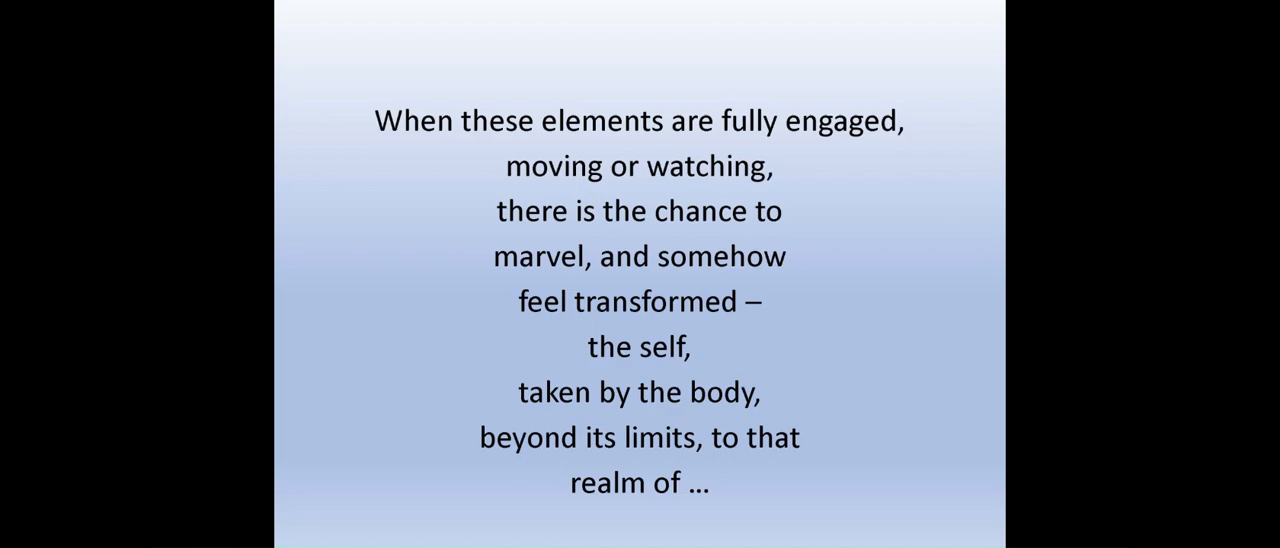 When these elements are fully engaged,
moving or watching,
there is the chance to
marvel, and somehow
feel transformed –
the self,
taken by the body,
beyond its limits, to that
realm of ...